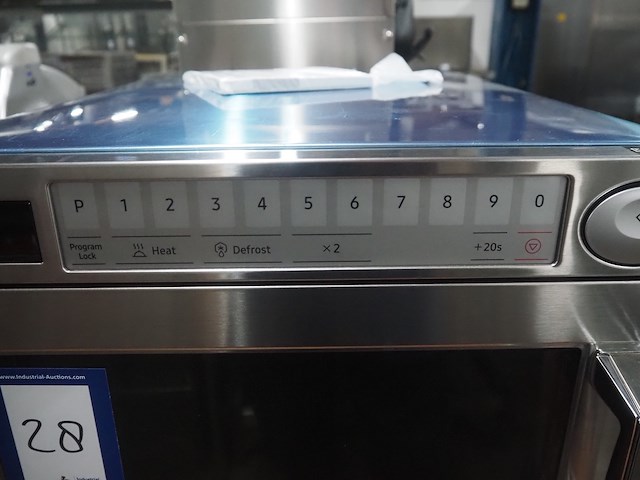 P 1 2 3 4 5 6 7 8 9 0
Program Lock Heat Defrost ×2 +20s
www.Industrial-Auctions.com
28